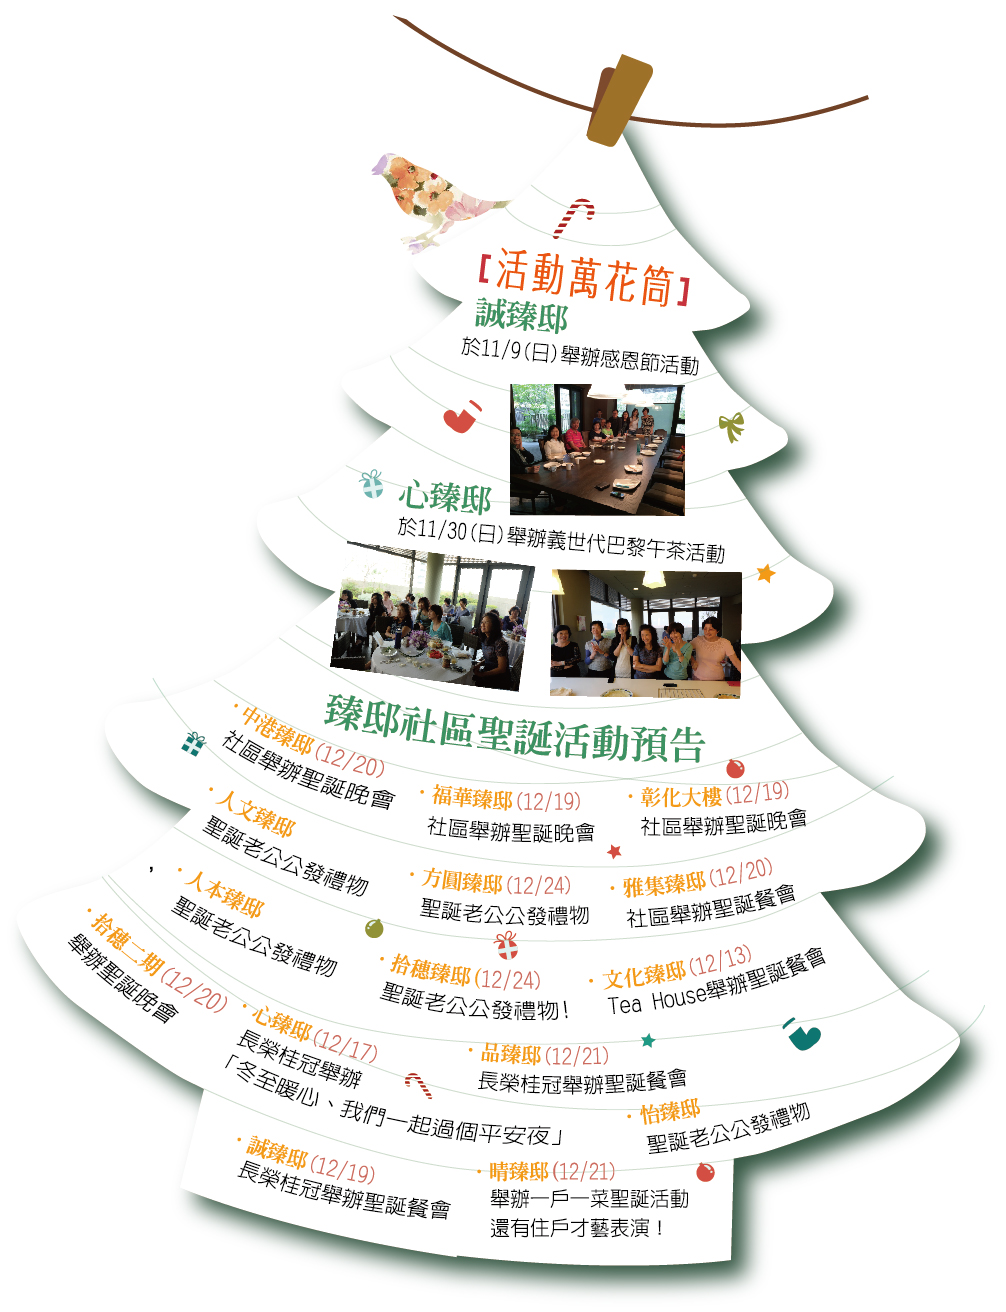 [活動萬花筒]
誠臻邸
於11/9(日)舉辦感恩節活動
心臻邸
於11/30(日)舉辦義世代巴黎午茶活動
臻邸社區聖誕活動預告
·中港臻邸(12/20)
社區舉辦聖誕晚會
·福華臻邸(12/19)
社區舉辦聖誕晚會
·彰化大樓(12/19)
社區舉辦聖誕晚會
·人文臻邸
聖誕老公公發禮物
·方圓臻邸(12/24)
聖誕老公公發禮物
·雅集臻邸(12/20)
社區舉辦聖誕餐會
,
·人本臻邸
聖誕老公公發禮物
·拾穗二期(12/20)
舉辦聖誕晚會
·拾穗臻邸(12/24)
聖誕老公公發禮物!
·文化臻邸(12/13)
Tea House舉辦聖誕餐會
·心臻邸(12/17)
長榮桂冠舉辦
「冬至暖心、我們一起過個平安夜」
·品臻邸(12/21)
長榮桂冠舉辦聖誕餐會
·怡臻邸
聖誕老公公發禮物
·誠臻邸(12/19)
長榮桂冠舉辦聖誕餐會
·晴臻邸(12/21)
舉辦一戶一菜聖誕活動
還有住戶才藝表演！